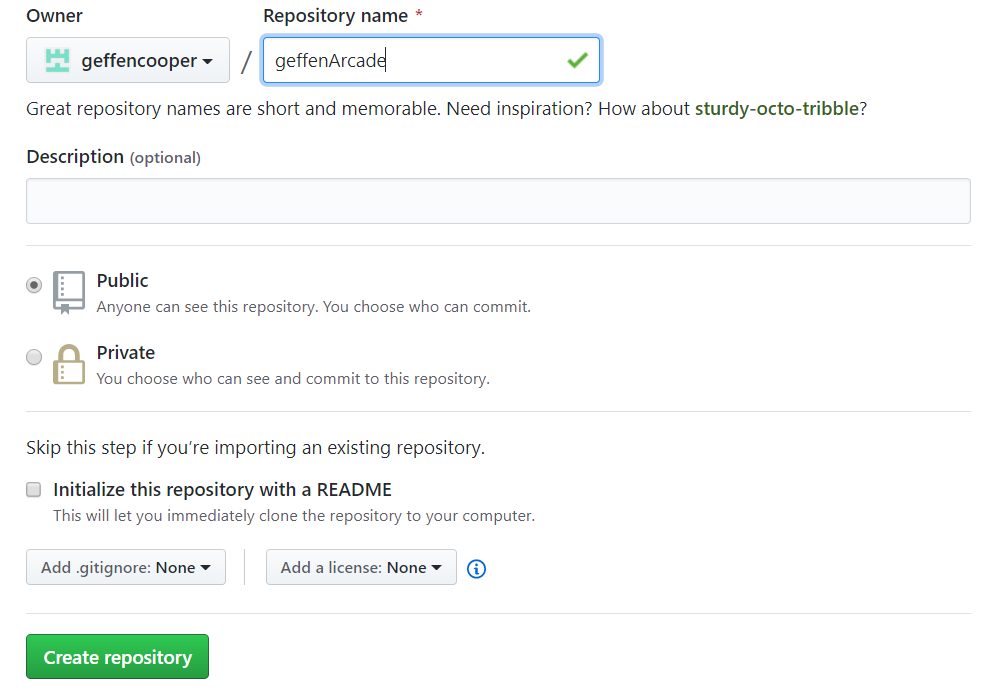 Owner Repository name *
geffencooper / geffenArcade
Great repository names are short and memorable. Need inspiration? How about sturdy-octo-tribble?
Description (optional)
Public
Anyone can see this repository. You choose who can commit.
Private
You choose who can see and commit to this repository.
Skip this step if you’re importing an existing repository.
Initialize this repository with a README
This will let you immediately clone the repository to your computer.
Add .gitignore: None Add a license: None
Create repository